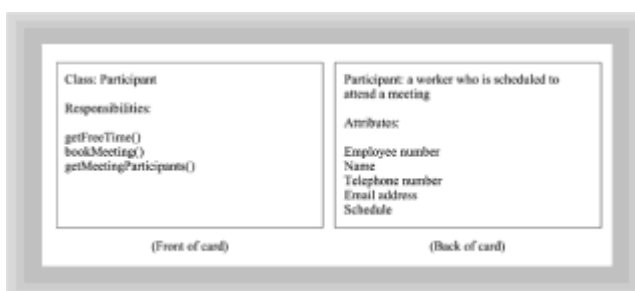 Class: Participant
Responsibilities:
getFreeTime()
bookMeeting()
getMeetingParticipants()
(Front of card)
Participant: a worker who is scheduled to
attend a meeting
Attributes:
Employee number
Name
Telephone number
Email address
Schedule
(Back of card)